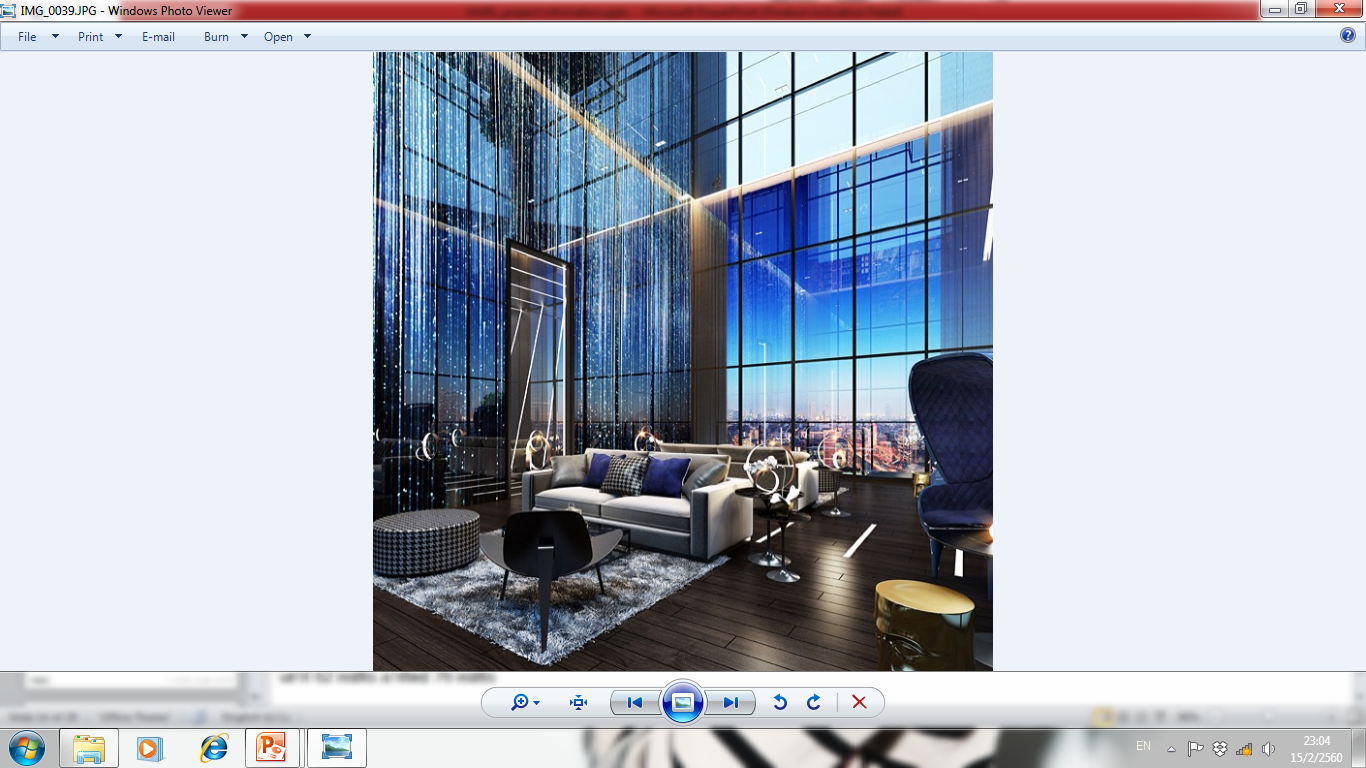 IMG_0039.JPG - Windows Photo Viewer
File Print E-mail Burn Open
EN
23:04
15/2/2560